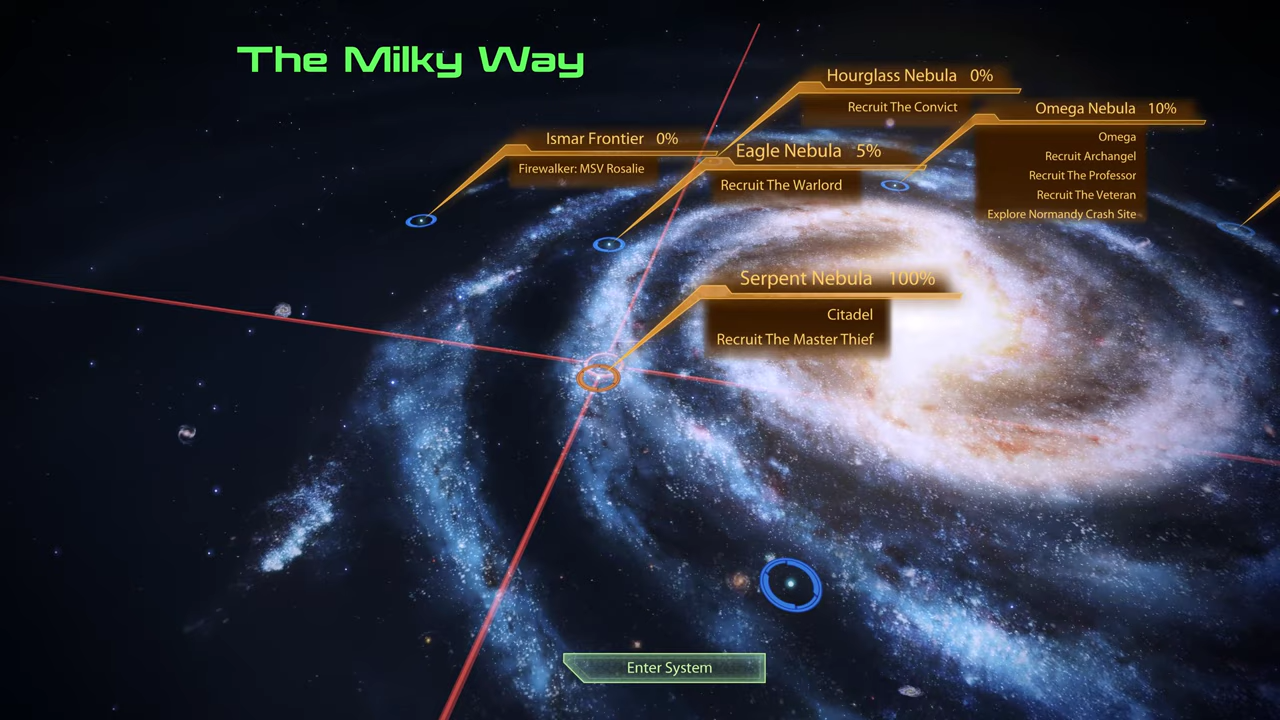 The Milky Way
Hourglass Nebula 0%
Recruit The Convict
Omega Nebula 10%
Omega
Recruit Archangel
Recruit The Professor
Recruit The Veteran
Explore Normandy Crash Site
Ismar Frontier 0%
Firewalker: MSV Rosalie
Eagle Nebula 5%
Recruit The Warlord
Serpent Nebula 100%
Citadel
Recruit The Master Thief
Enter System